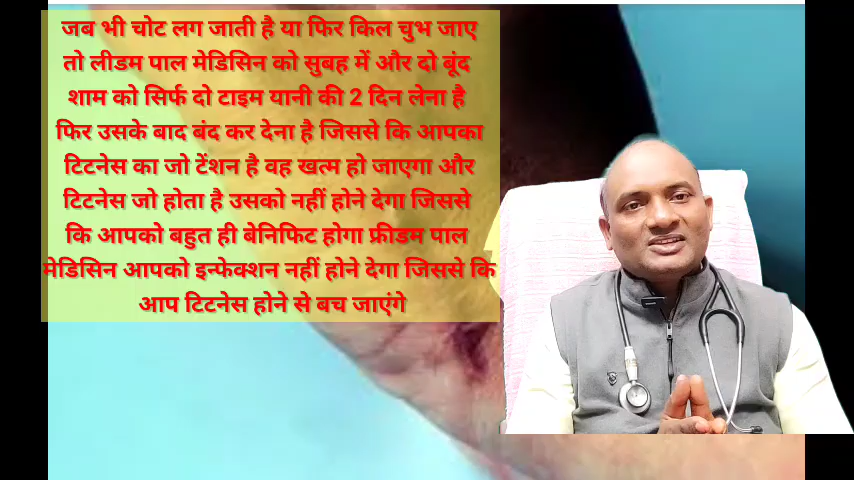 जब भी चोट लग जाती है या फिर किल चुभ जाए
तो लीडम पाल मेडिसिन को सुबह में और दो बूंद
शाम को सिर्फ दो टाइम यानी की 2 दिन लेना है
फिर उसके बाद बंद कर देना है जिससे कि आपका
टिटनेस का जो टेंशन है वह खत्म हो जाएगा और
टिटनेस जो होता है उसको नहीं होने देगा जिससे
कि आपको बहुत ही बेनिफिट होगा फ्रीडम पाल
मेडिसिन आपको इन्फेक्शन नहीं होने देगा जिससे कि
आप टिटनेस होने से बच जाएंगे